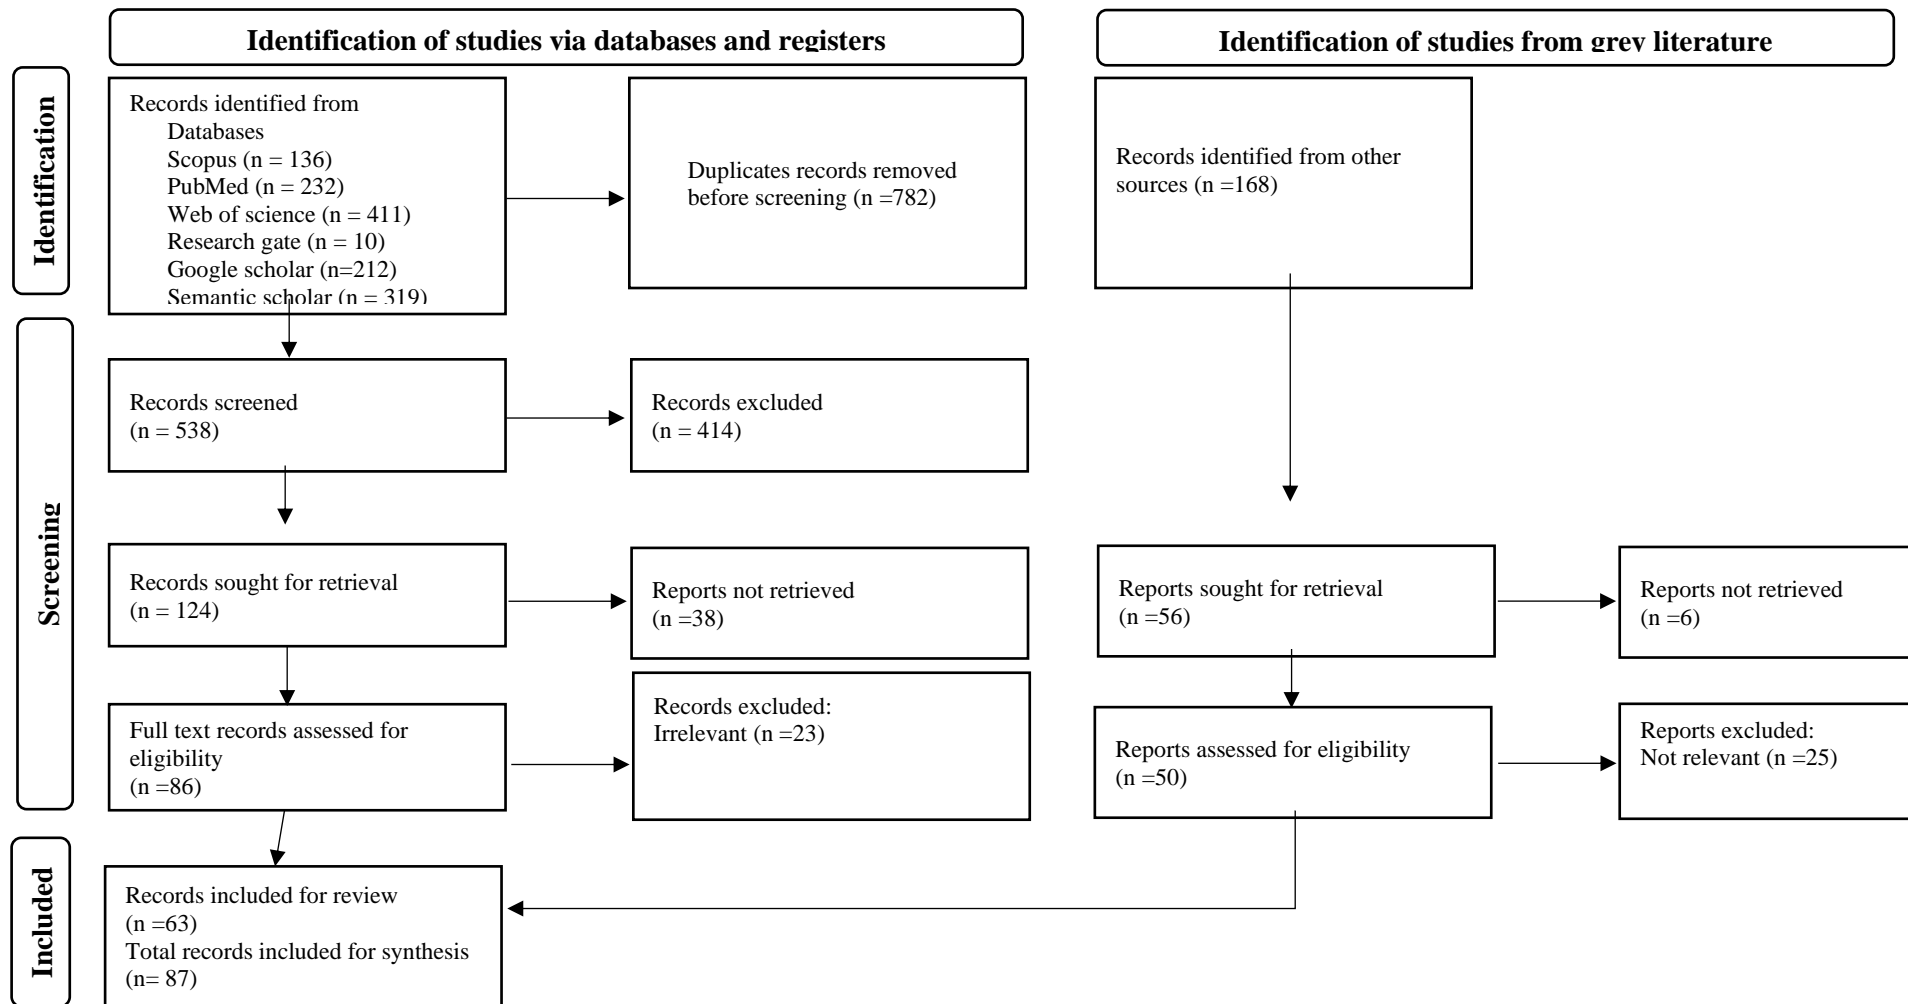 Identification of studies via databases and registers
Identification of studies from grey literature
Identification
Records identified from
Databases
Scopus (n = 136)
PubMed (n = 232)
Web of science (n = 411)
Research gate (n = 10)
Google scholar (n=212)
Semantic scholar (n = 319)
Duplicates records removed
before screening (n =782)
Records identified from other
sources (n =168)
Screening
Records screened
(n = 538)
Records excluded
(n = 414)
Records sought for retrieval
(n = 124)
Reports not retrieved
(n =38)
Reports sought for retrieval
(n =56)
Reports not retrieved
(n =6)
Full text records assessed for
eligibility
(n =86)
Records excluded:
Irrelevant (n =23)
Reports assessed for eligibility
(n =50)
Reports excluded:
Not relevant (n =25)
Included
Records included for review
(n =63)
Total records included for synthesis
(n= 87)